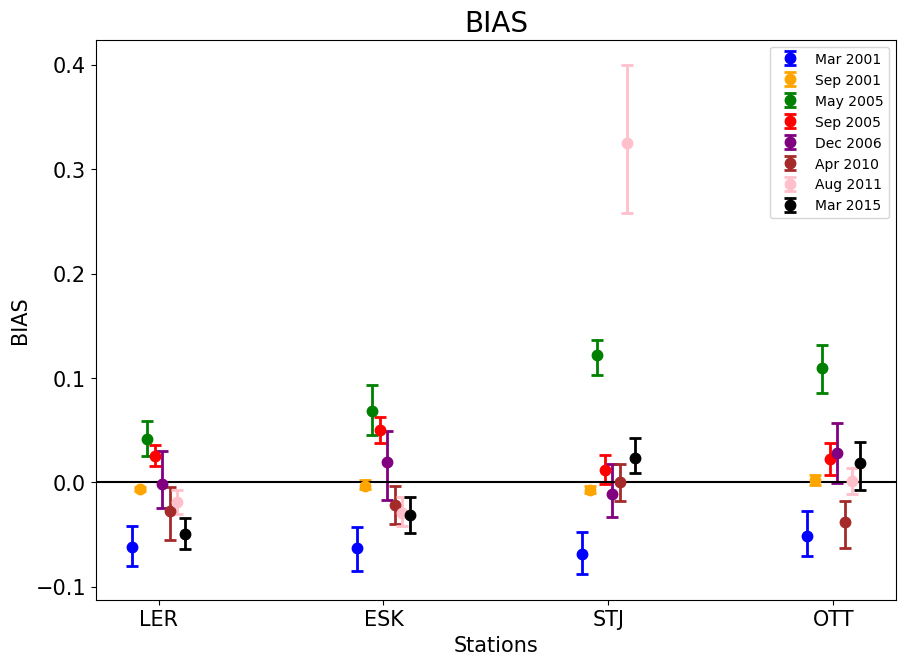 BIAS
0.4
0.3
0.2
0.1
0.0
−0.1
BIAS
Mar 2001
Sep 2001
May 2005
Sep 2005
Dec 2006
Apr 2010
Aug 2011
Mar 2015
LER ESK STJ OTT
Stations